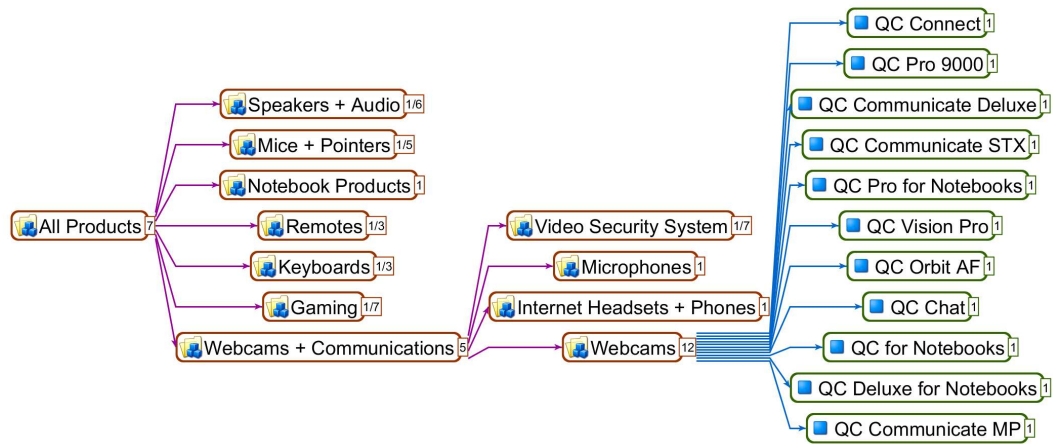 QC Connect 1
QC Pro 9000 1
Speakers + Audio 1/6
QC Communicate Deluxe 1
Mice + Pointers 1/5
QC Communicate STX 1
Notebook Products 1
QC Pro for Notebooks 1
All Products 7
Remotes 1/3
Video Security System 1/7
QC Vision Pro 1
Keyboards 1/3
Microphones 1
QC Orbit AF 1
Gaming 1/7
Internet Headsets + Phones 1
QC Chat 1
Webcams + Communications 5
Webcams 12
QC for Notebooks 1
QC Deluxe for Notebooks 1
QC Communicate MP 1